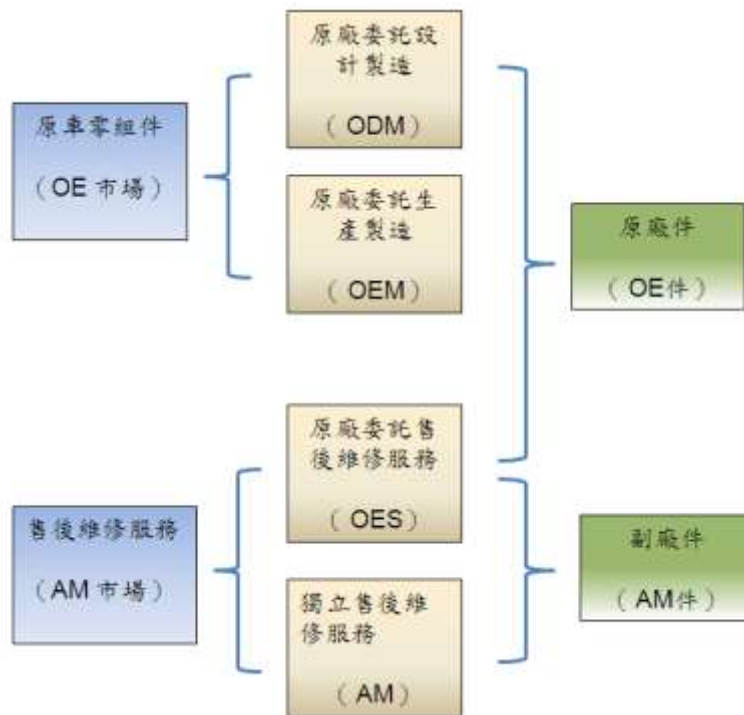 原車零組件
（OE 市場）
原廠委託設
計製造
（ODM）
原廠委託生
產製造
（OEM）
原廠件
（OE件）
售後維修服務
（AM 市場）
原廠委託售
後維修服務
（OES）
獨立售後維
修服務
（AM）
副廠件
（AM件）